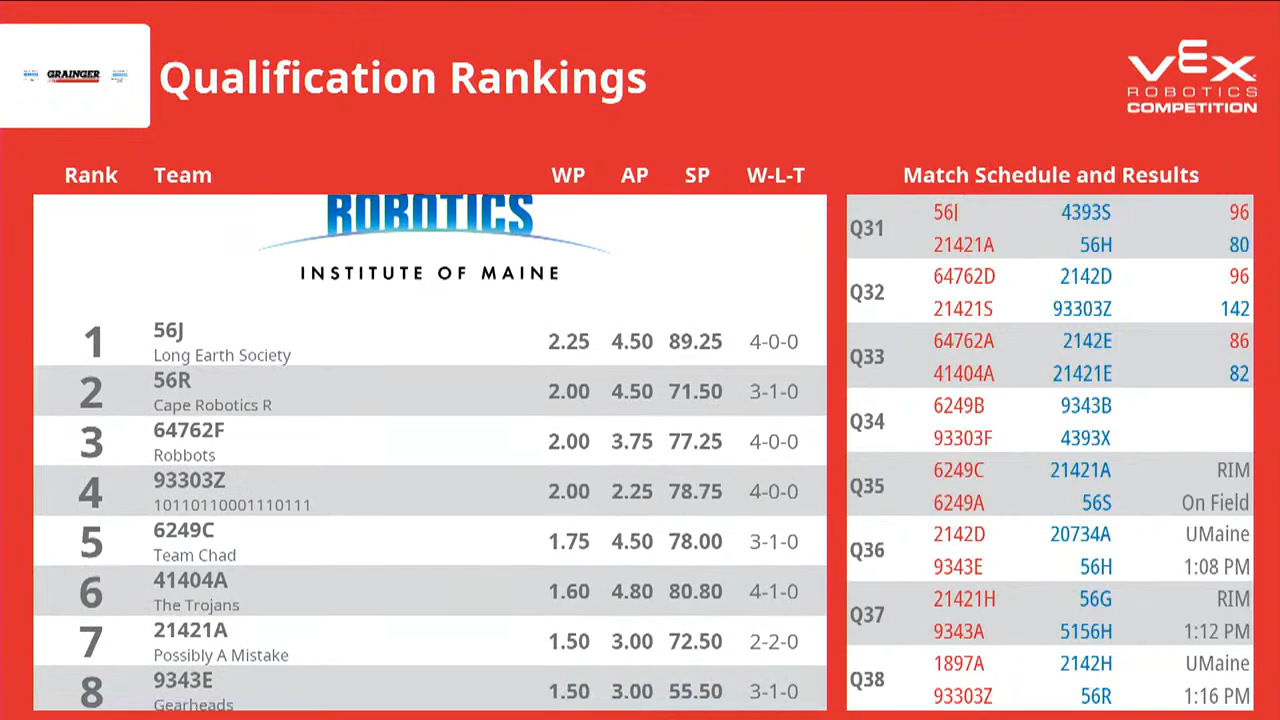 GRAINGER
Qualification Rankings
VEX
ROBOTICS
COMPETITION
Rank Team WP AP SP W-L-T
ROBOTICS
INSTITUTE OF MAINE
1 56J Long Earth Society 2.25 4.50 89.25 4-0-0
2 56R Cape Robotics R 2.00 4.50 71.50 3-1-0
3 64762F Robbots 2.00 3.75 77.25 4-0-0
4 93303Z 10110110001110111 2.00 2.25 78.75 4-0-0
5 6249C Team Chad 1.75 4.50 78.00 3-1-0
6 41404A The Trojans 1.60 4.80 80.80 4-1-0
7 21421A Possibly A Mistake 1.50 3.00 72.50 2-2-0
8 9343E Gearheads 1.50 3.00 55.50 3-1-0
Match Schedule and Results
Q31 56J 4393S 96
21421A 56H 80
Q32 64762D 2142D 96
21421S 93303Z 142
Q33 64762A 2142E 86
41404A 21421E 82
Q34 6249B 9343B
93303F 4393X
Q35 6249C 21421A RIM
6249A 56S On Field
Q36 2142D 20734A UMaine
9343E 56H 1:08 PM
Q37 21421H 56G RIM
9343A 5156H 1:12 PM
Q38 1897A 2142H UMaine
93303Z 56R 1:16 PM